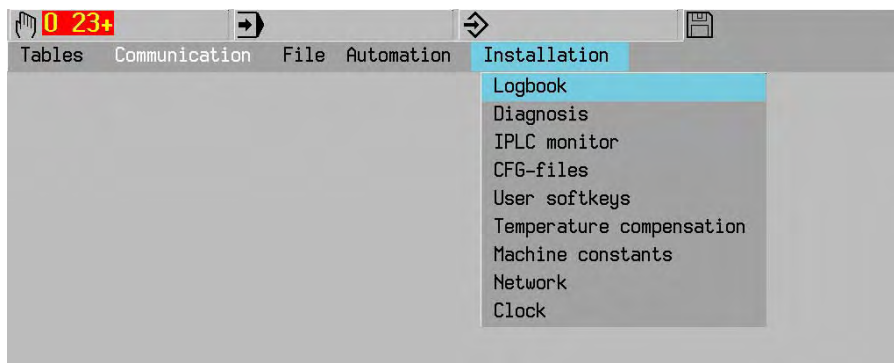 0 23+
Tables Communication File Automation Installation
Logbook
Diagnosis
IPLC monitor
CFG-files
User softkeys
Temperature compensation
Machine constants
Network
Clock